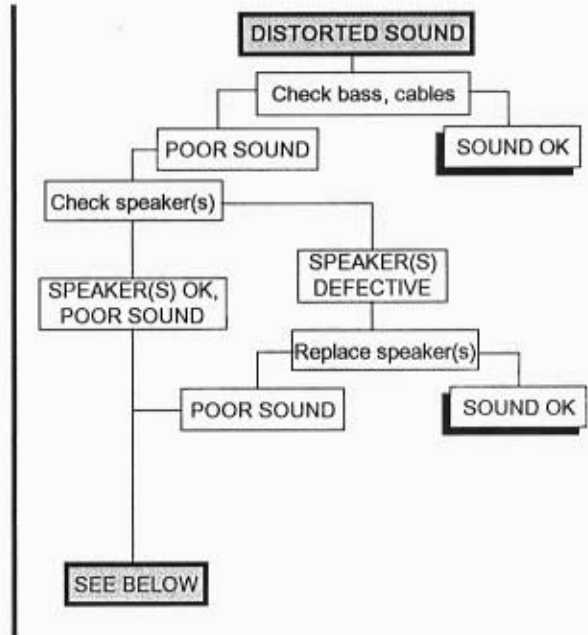 DISTORTED SOUND
Check bass, cables
POOR SOUND
SOUND OK
Check speaker(s)
SPEAKER(S) OK,
POOR SOUND
SPEAKER(S)
DEFECTIVE
Replace speaker(s)
POOR SOUND
SOUND OK
SEE BELOW